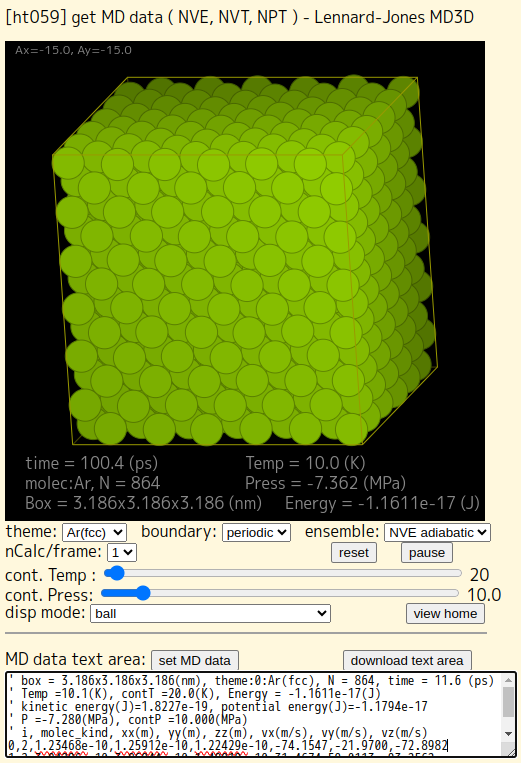 [ht059] get MD data ( NVE, NVT, NPT ) - Lennard-Jones MD3D
Ax=-15.0, Ay=-15.0
time = 100.4 (ps) Temp = 10.0 (K)
molec:Ar, N = 864 Press = -7.362 (MPa)
Box = 3.186x3.186x3.186 (nm) Energy = -1.1611e-17 (J)
theme: Ar(fcc) boundary: periodic ensemble: NVE adiabatic
nCalc/frame: 1 reset pause
cont. Temp : 20
cont. Press: 10.0
disp mode: ball view home
MD data text area: set MD data download text area
' box = 3.186x3.186x3.186(nm), theme:0:Ar(fcc), N = 864, time = 11.6 (ps)
' Temp =10.1(K), contT =20.0(K), Energy = -1.1611e-17(J)
' kinetic energy(J)=1.8227e-19, potential energy(J)=-1.1794e-17
' P =-7.280(MPa), contP =10.000(MPa)
' i, molec_kind, xx(m), yy(m), zz(m), vx(m/s), vy(m/s), vz(m/s)
0,2,1.23468e-10,1.25912e-10,1.22429e-10,-74.1547,-21.9700,-72.8982